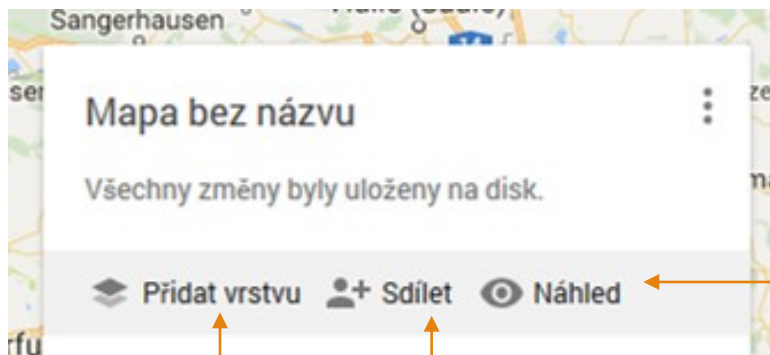 Sangerhausen
Mapa bez názvu
Všechny změny byly uloženy na disk.
Přidat vrstvu Sdílet Náhled